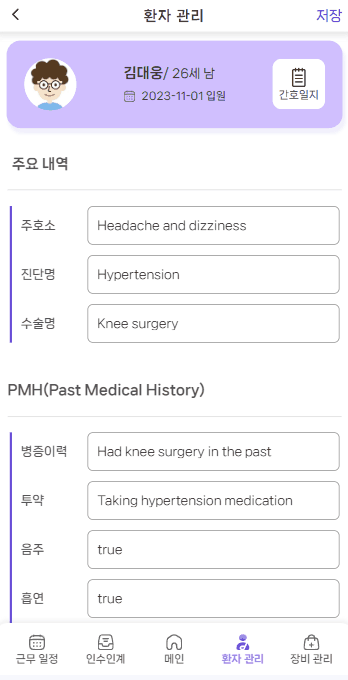 환자 관리
저장
김대웅/ 26세 남
2023-11-01 입원
간호일지
주요 내역
주호소
Headache and dizziness
진단명
Hypertension
수술명
Knee surgery
PMH(Past Medical History)
병증이력
Had knee surgery in the past
투약
Taking hypertension medication
음주
true
흡연
true
근무 일정
인수인계
메인
환자 관리
장비 관리